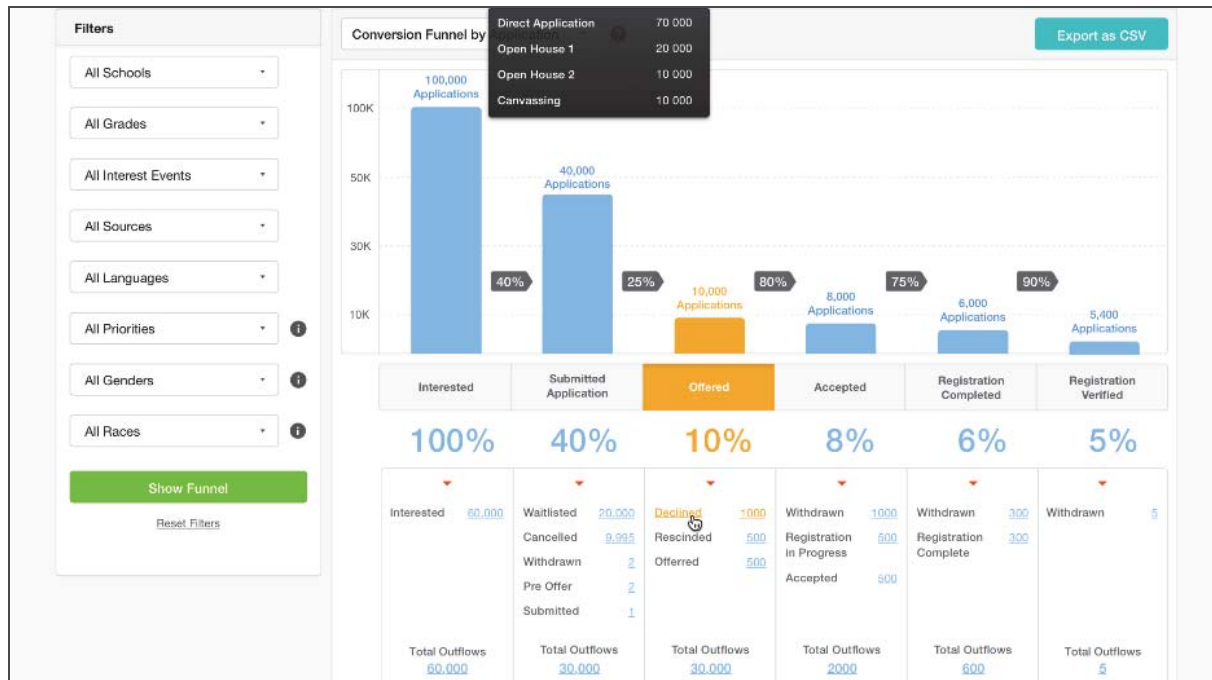 Filters
All Schools
All Grades
All Interest Events
All Sources
All Languages
All Priorities
All Genders
All Races
Show Funnel
Reset Filters
Conversion Funnel by Application
Direct Application 70 000
Open House 1 20 000
Open House 2 10 000
Canvassing 10 000
Export as CSV
100K
50K
30K
10K
100,000
Applications
40,000
Applications
10,000
Applications
8,000
Applications
6,000
Applications
5,400
Applications
40%
25%
80%
75%
90%
Interested
Submitted
Application
Offered
Accepted
Registration
Completed
Registration
Verified
100%
40%
10%
8%
6%
5%
Interested 60,000
Total Outflows
60,000
Waitlisted 20,000
Cancelled 9,995
Withdrawn 2
Pre Offer 2
Submitted 1
Total Outflows
30,000
Declined 1000
Rescinded 500
Offerred 500
Total Outflows
30,000
Withdrawn 1000
Registration 500
in Progress
Accepted 500
Total Outflows
2000
Withdrawn 300
Registration 300
Complete
Total Outflows
600
Withdrawn 5
Total Outflows
5